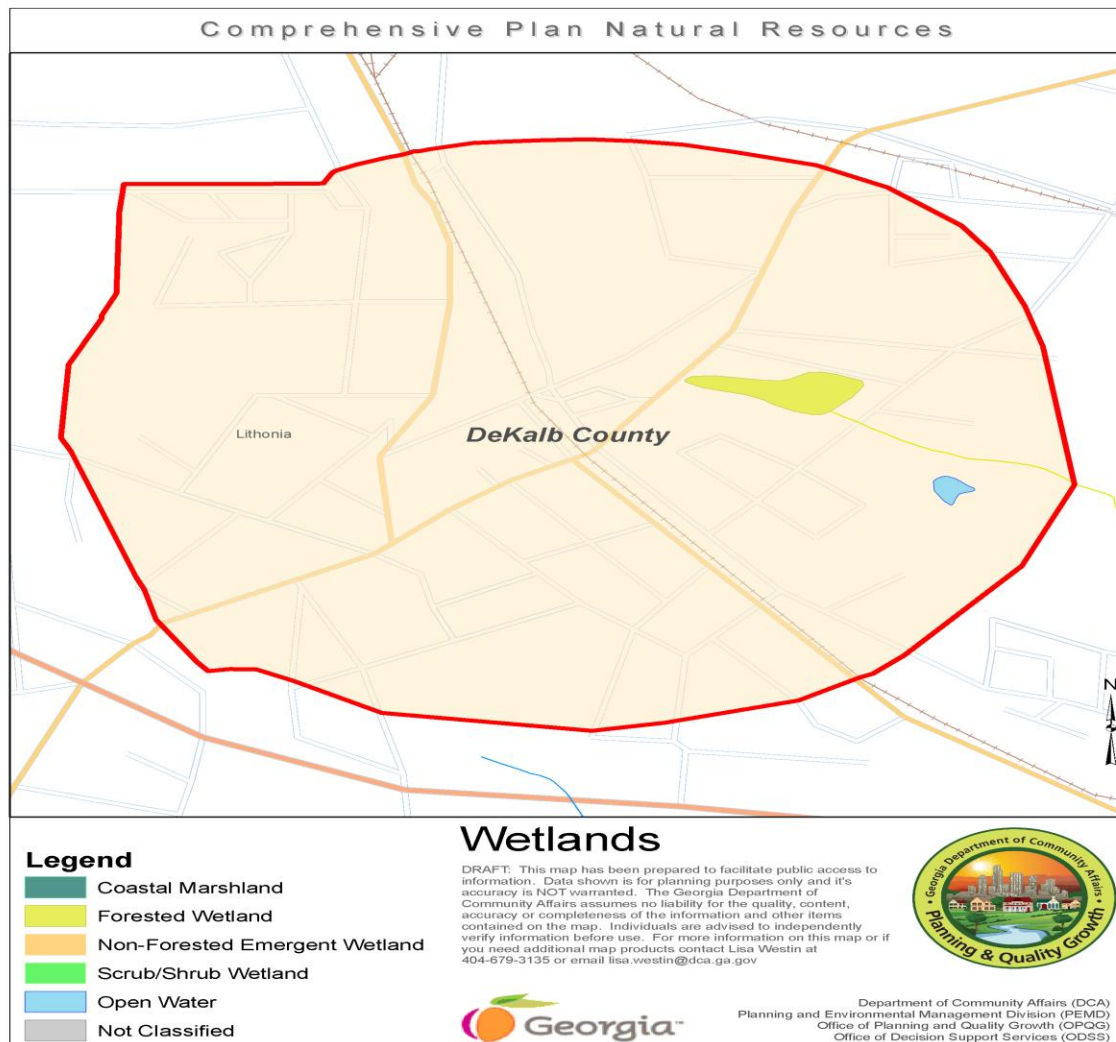 Comprehensive Plan Natural Resources
Lithonia
DeKalb County
N
Legend
Coastal Marshland
Forested Wetland
Non-Forested Emergent Wetland
Scrub/Shrub Wetland
Open Water
Not Classified
Wetlands
DRAFT: This map has been prepared to facilitate public access to
information. Data shown is for planning purposes only and it's
accuracy is NOT warranted. The Georgia Department of
Community Affairs assumes no liability for the quality, content,
accuracy or completeness of the information and other items
contained on the map. Individuals are advised to independently
verify information before use. For more information on this map or if
you need additional map products contact Lisa Westin at
404-679-3135 or email lisa.westin@dca.ga.gov
Georgia™
Georgia Department of Community Affairs
Planning & Quality Growth
Department of Community Affairs (DCA)
Planning and Environmental Management Division (PEMD)
Office of Planning and Quality Growth (OPQG)
Office of Decision Support Services (ODSS)